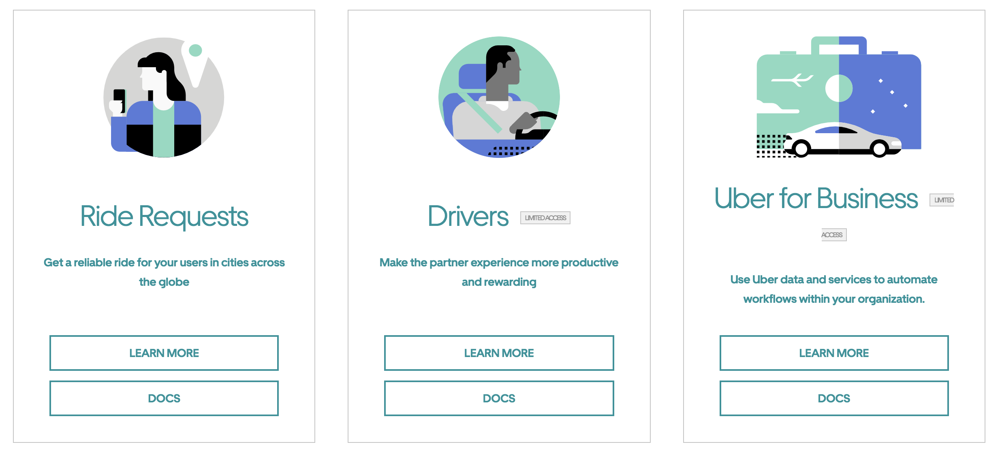 Ride Requests
Get a reliable ride for your users in cities across
the globe
LEARN MORE
DOCS
Drivers LIMITED ACCESS
Make the partner experience more productive
and rewarding
LEARN MORE
DOCS
Uber for Business LIMITED
ACCESS
Use Uber data and services to automate
workflows within your organization.
LEARN MORE
DOCS